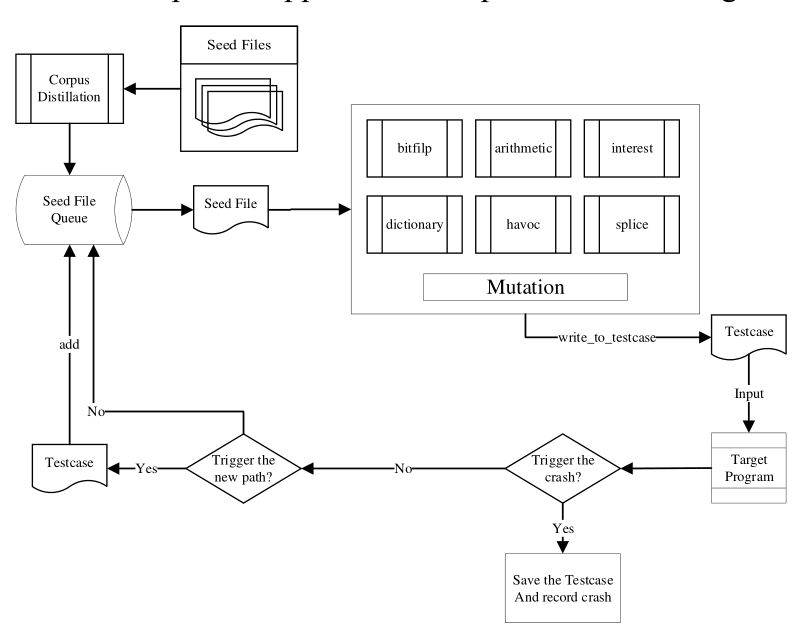 Seed Files
Corpus
Distillation
bitfilp
arithmetic
interest
Seed File
Queue
Seed File
dictionary
havoc
splice
Mutation
write_to_testcase
Testcase
add
Input
No
Testcase
Yes
Trigger the
new path?
No
Trigger the
crash?
Target
Program
Yes
Save the Testcase
And record crash